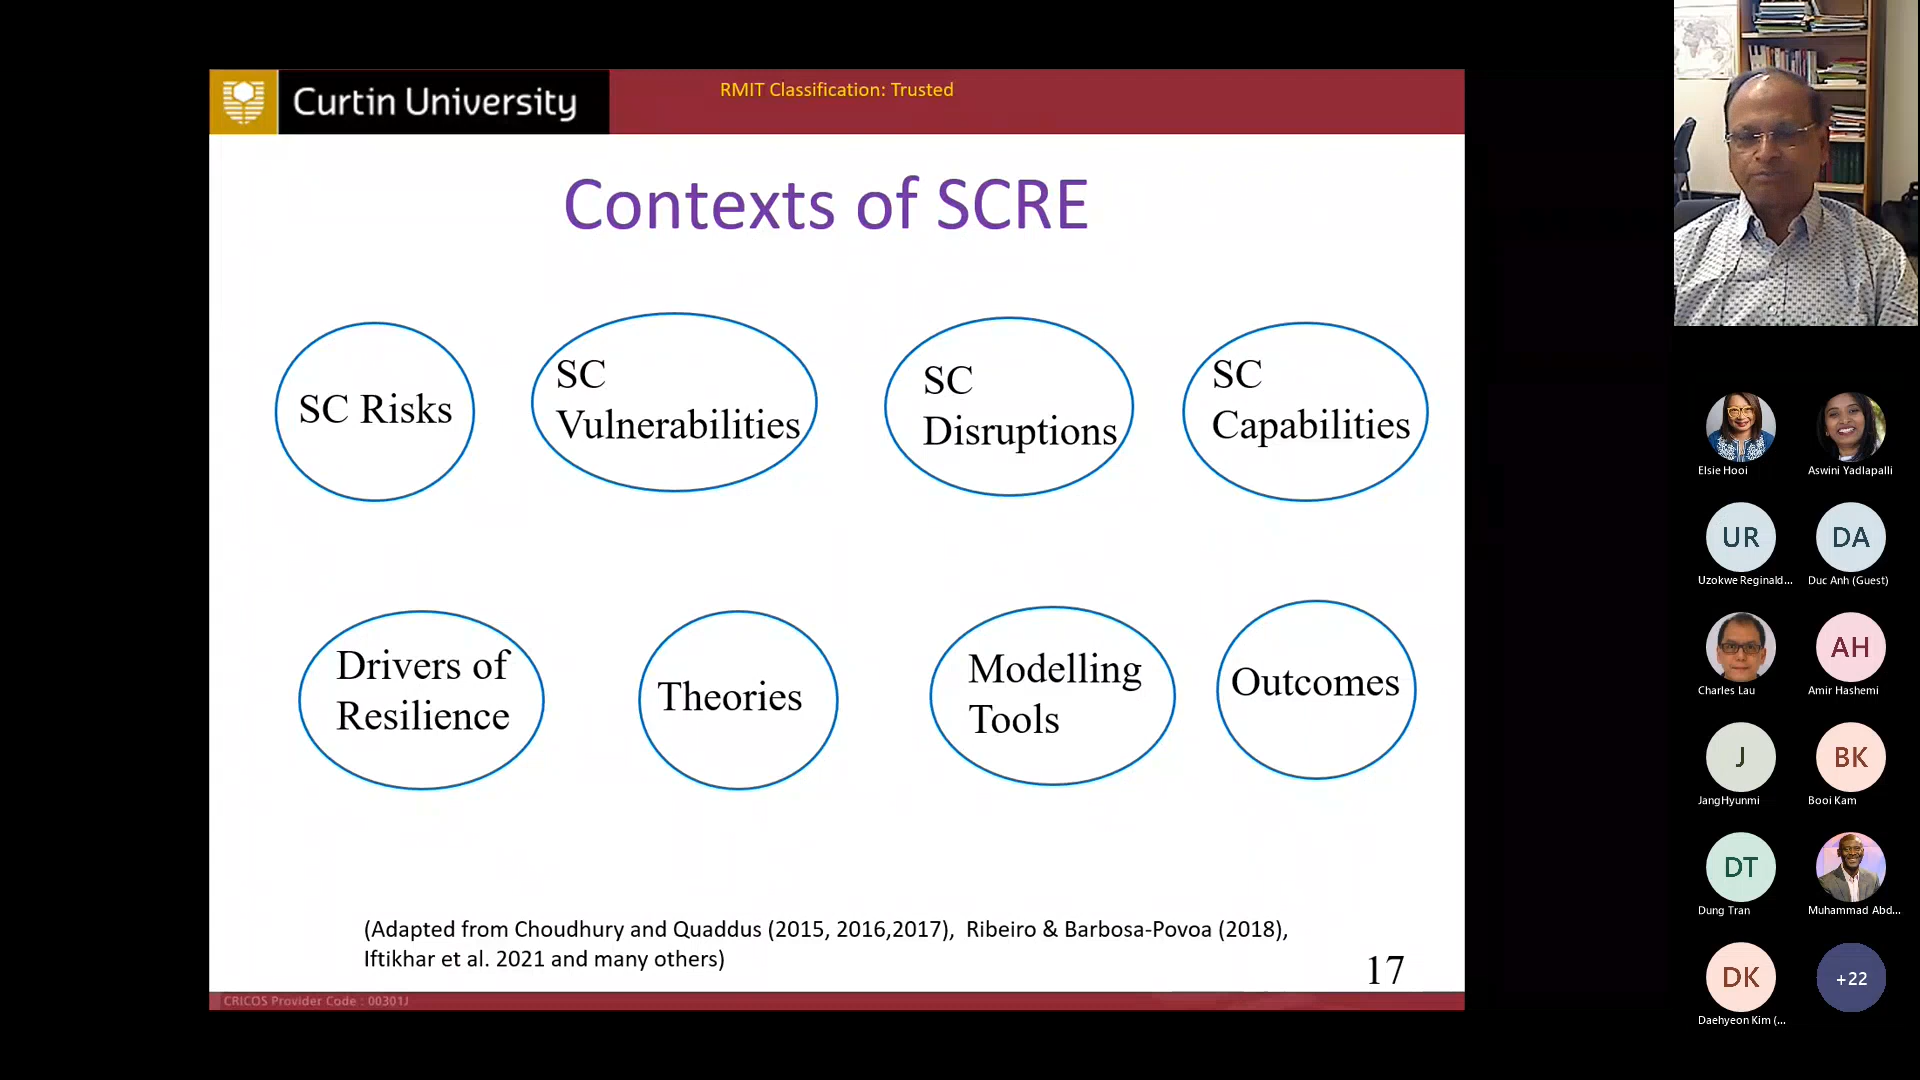 Curtin University
RMIT Classification: Trusted
Contexts of SCRE
SC Risks
SC
Vulnerabilities
SC
Disruptions
SC
Capabilities
Drivers of
Resilience
Theories
Modelling
Tools
Outcomes
(Adapted from Choudhury and Quaddus (2015, 2016,2017), Ribeiro & Barbosa-Povoa (2018),
Iftikhar et al. 2021 and many others)
17
CRICOS Provider Code : 00301J
Elsie Hooi
Aswini Yadlapalli
UR
DA
Uzokwe Reginald...
Duc Anh (Guest)
AH
Charles Lau
Amir Hashemi
J
BK
JangHyunmi
Booi Kam
DT
Dung Tran
Muhammad Abd...
DK
+22
Daehyeon Kim (...